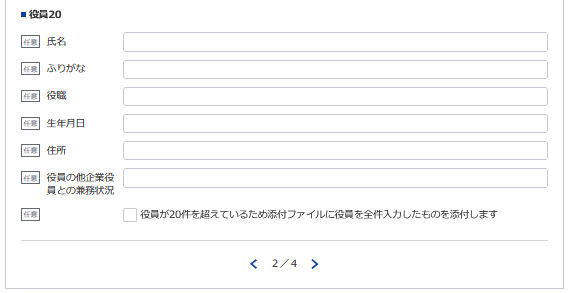 役員20
任意 氏名
任意 ふりがな
任意 役職
任意 生年月日
任意 住所
任意 役員の他企業役
員との兼務状況
任意 役員が20件を超えているため添付ファイルに役員を全件入力したものを添付します
2／4